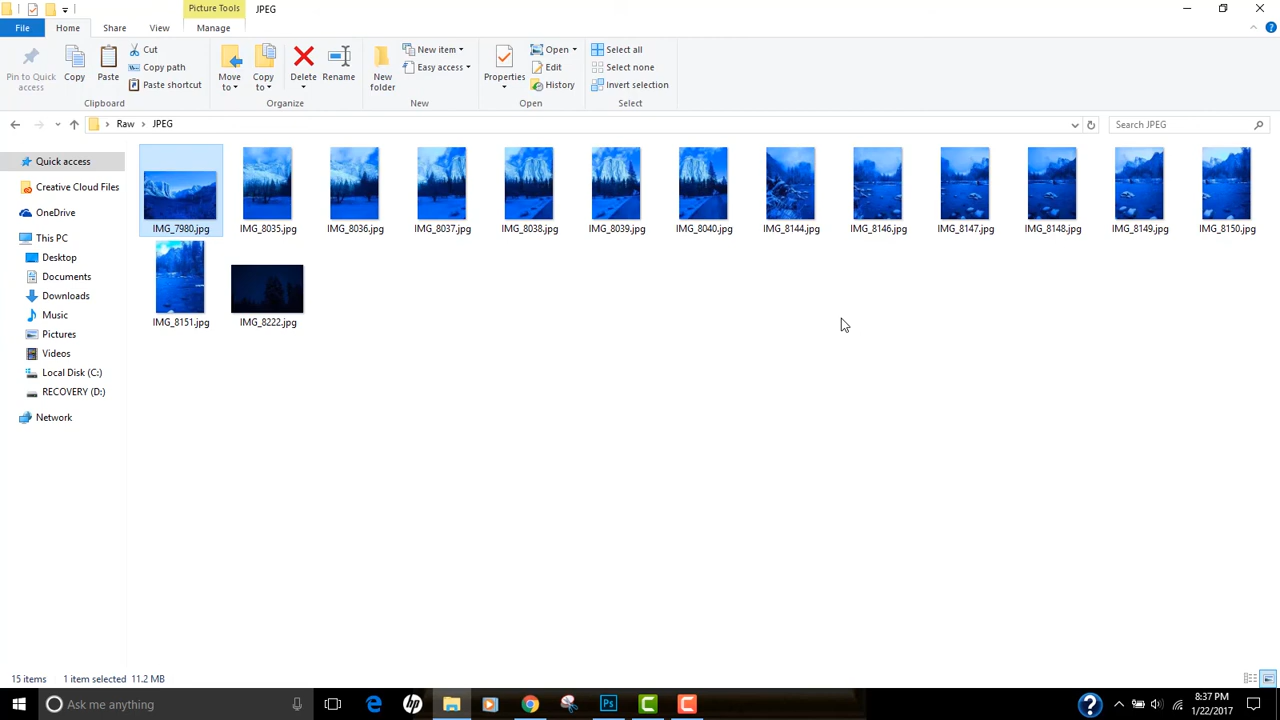 Picture Tools JPEG
File Home Share View Manage
Pin to Quick access
Copy
Paste
Cut
Copy path
Paste shortcut
Clipboard
Move to
Copy to
Delete
Rename
Organize
New folder
New item
Easy access
New
Properties
Open
Edit
History
Open
Select all
Select none
Invert selection
Select
Raw JPEG
Search JPEG
Quick access
Creative Cloud Files
OneDrive
This PC
Desktop
Documents
Downloads
Music
Pictures
Videos
Local Disk (C:)
RECOVERY (D:)
Network
IMG_7980.jpg IMG_8035.jpg IMG_8036.jpg IMG_8037.jpg IMG_8038.jpg IMG_8039.jpg IMG_8040.jpg IMG_8144.jpg IMG_8146.jpg IMG_8147.jpg IMG_8148.jpg IMG_8149.jpg IMG_8150.jpg
IMG_8151.jpg IMG_8222.jpg
15 items 1 item selected 11.2 MB
Ask me anything
hp
Ps
C
C
8:37 PM
1/22/2017